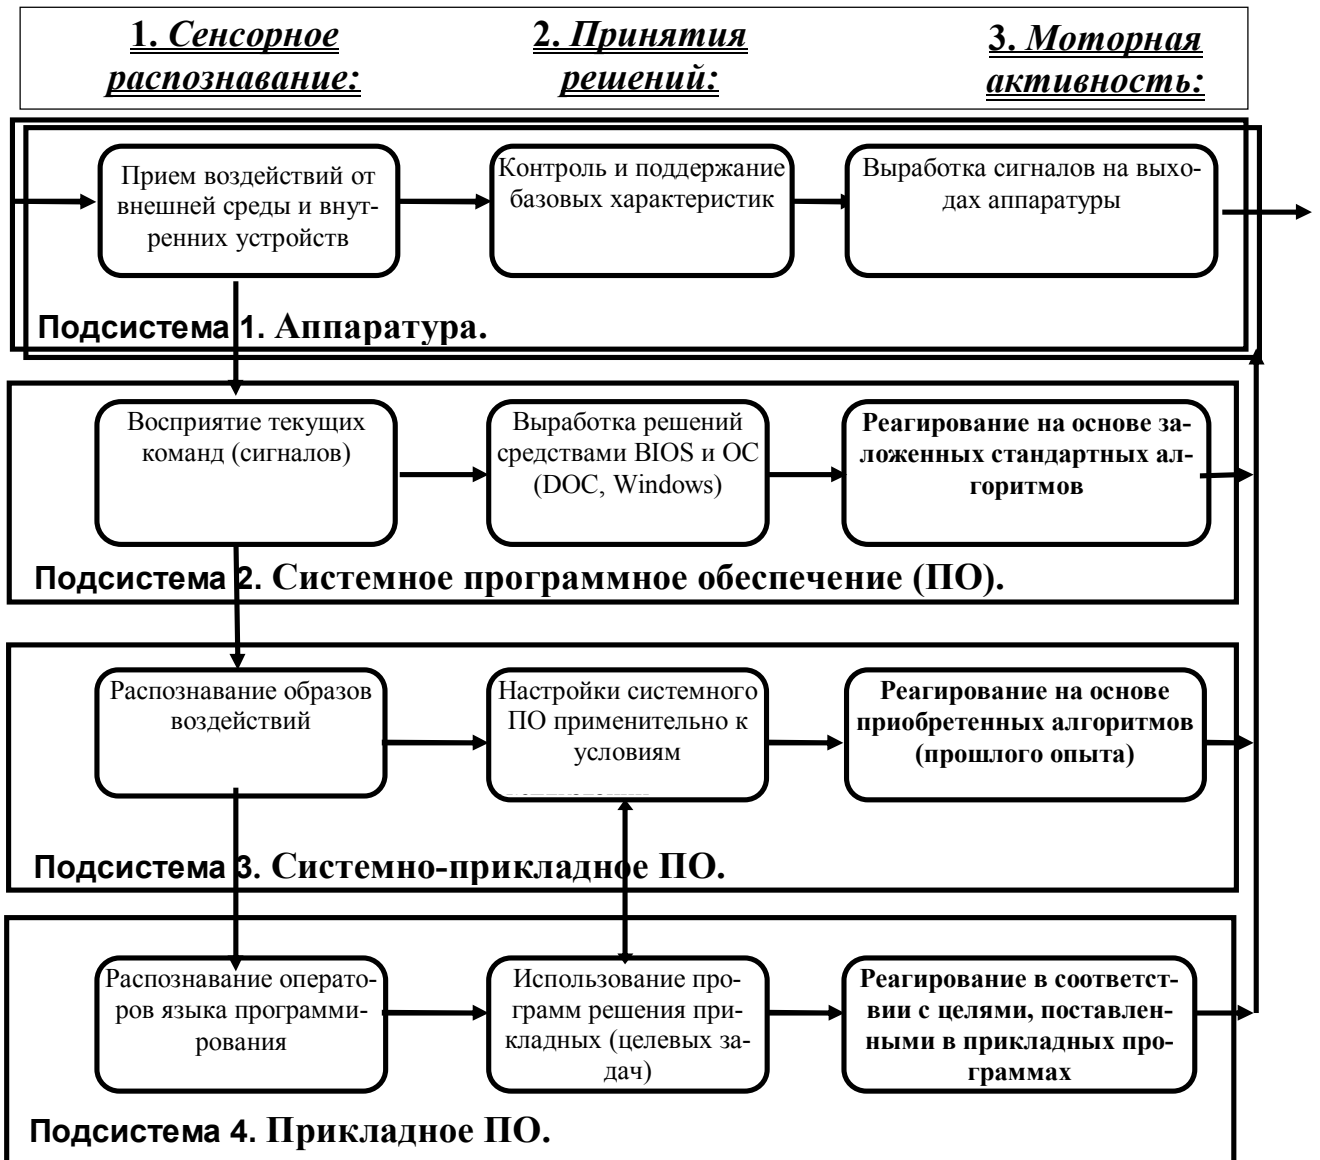 1. Сенсорное
распознавание:
2. Принятия
решений:
3. Моторная
активность:
Прием воздействий от
внешней среды и внут-
ренних устройств
Контроль и поддержание
базовых характеристик
Выработка сигналов на выхо-
дах аппаратуры
Подсистема 1. Аппаратура.
Восприятие текущих
команд (сигналов)
Выработка решений
средствами BIOS и ОС
(DOC, Windows)
Реагирование на основе за-
ложенных стандартных ал-
горитмов
Подсистема 2. Системное программное обеспечение (ПО).
Распознавание образов
воздействий
Настройки системного
ПО применительно к
условиям
Реагирование на основе
приобретенных алгоритмов
(прошлого опыта)
Подсистема 3. Системно-прикладное ПО.
Распознавание операто-
ров языка программи-
рования
Использование про-
грамм решения при-
кладных (целевых за-
дач)
Реагирование в соответст-
вии с целями, поставлен-
ными в прикладных про-
граммах
Подсистема 4. Прикладное ПО.